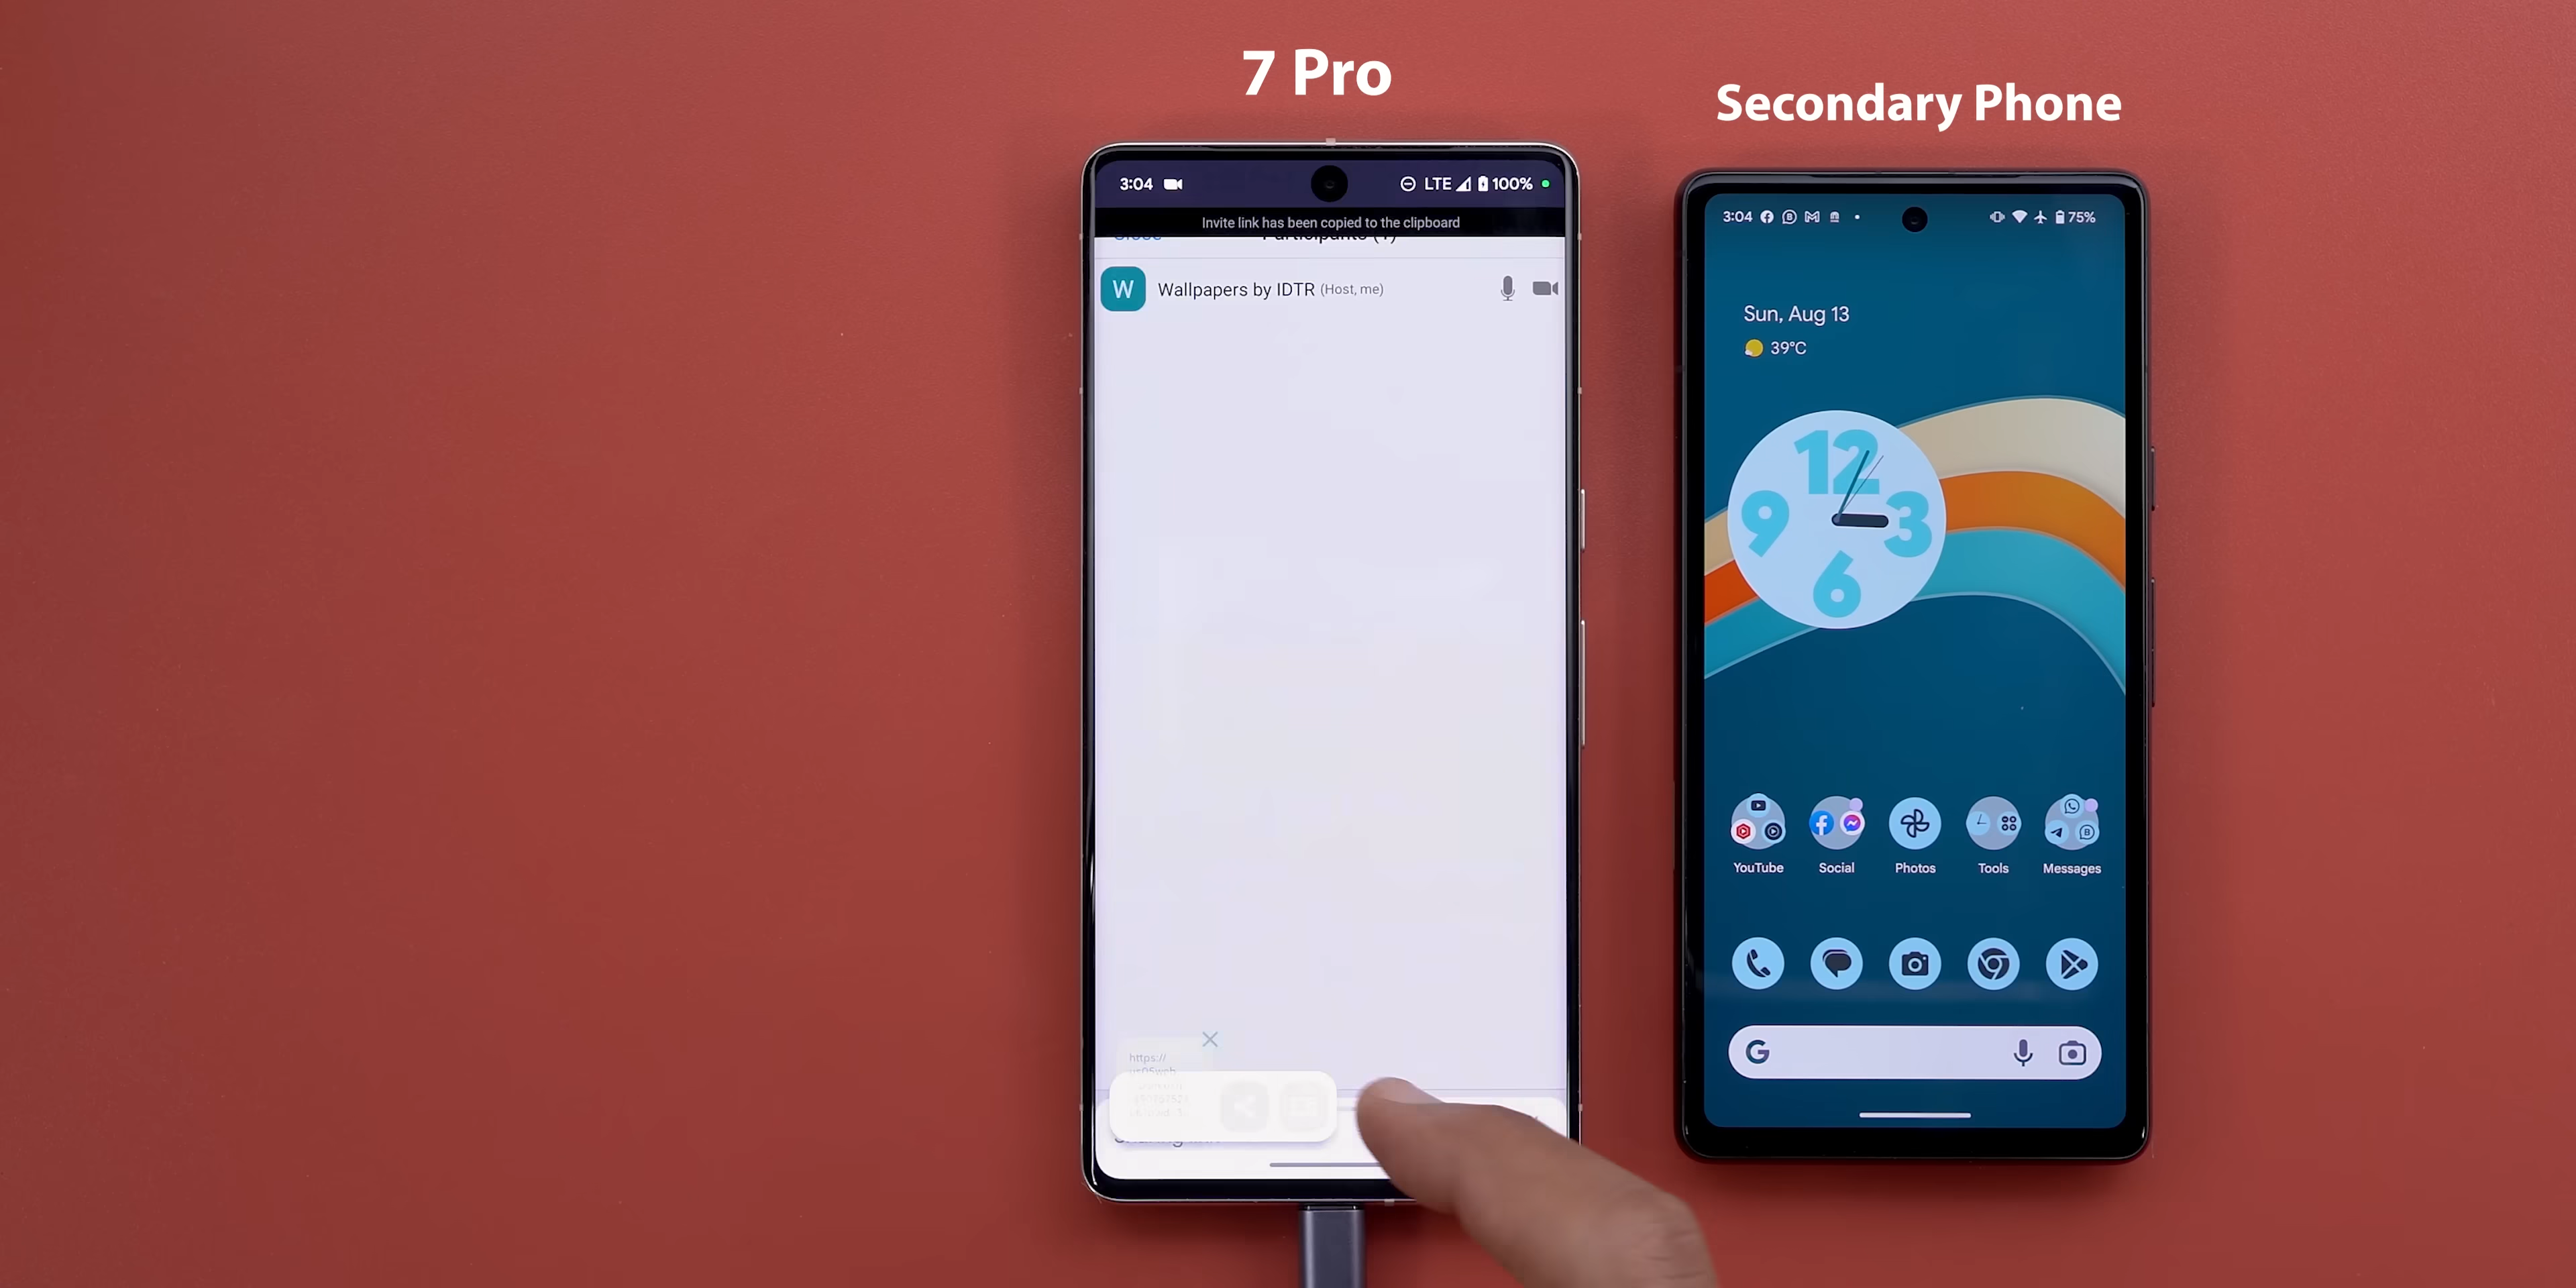 7 Pro
Secondary Phone
3:04
LTE
100%
Invite link has been copied to the clipboard
W
Wallpapers by IDTR (Host, me)
https://
3:04
75%
Sun, Aug 13
39°C
12
9
3
6
YouTube
Social
Photos
Tools
Messages
G